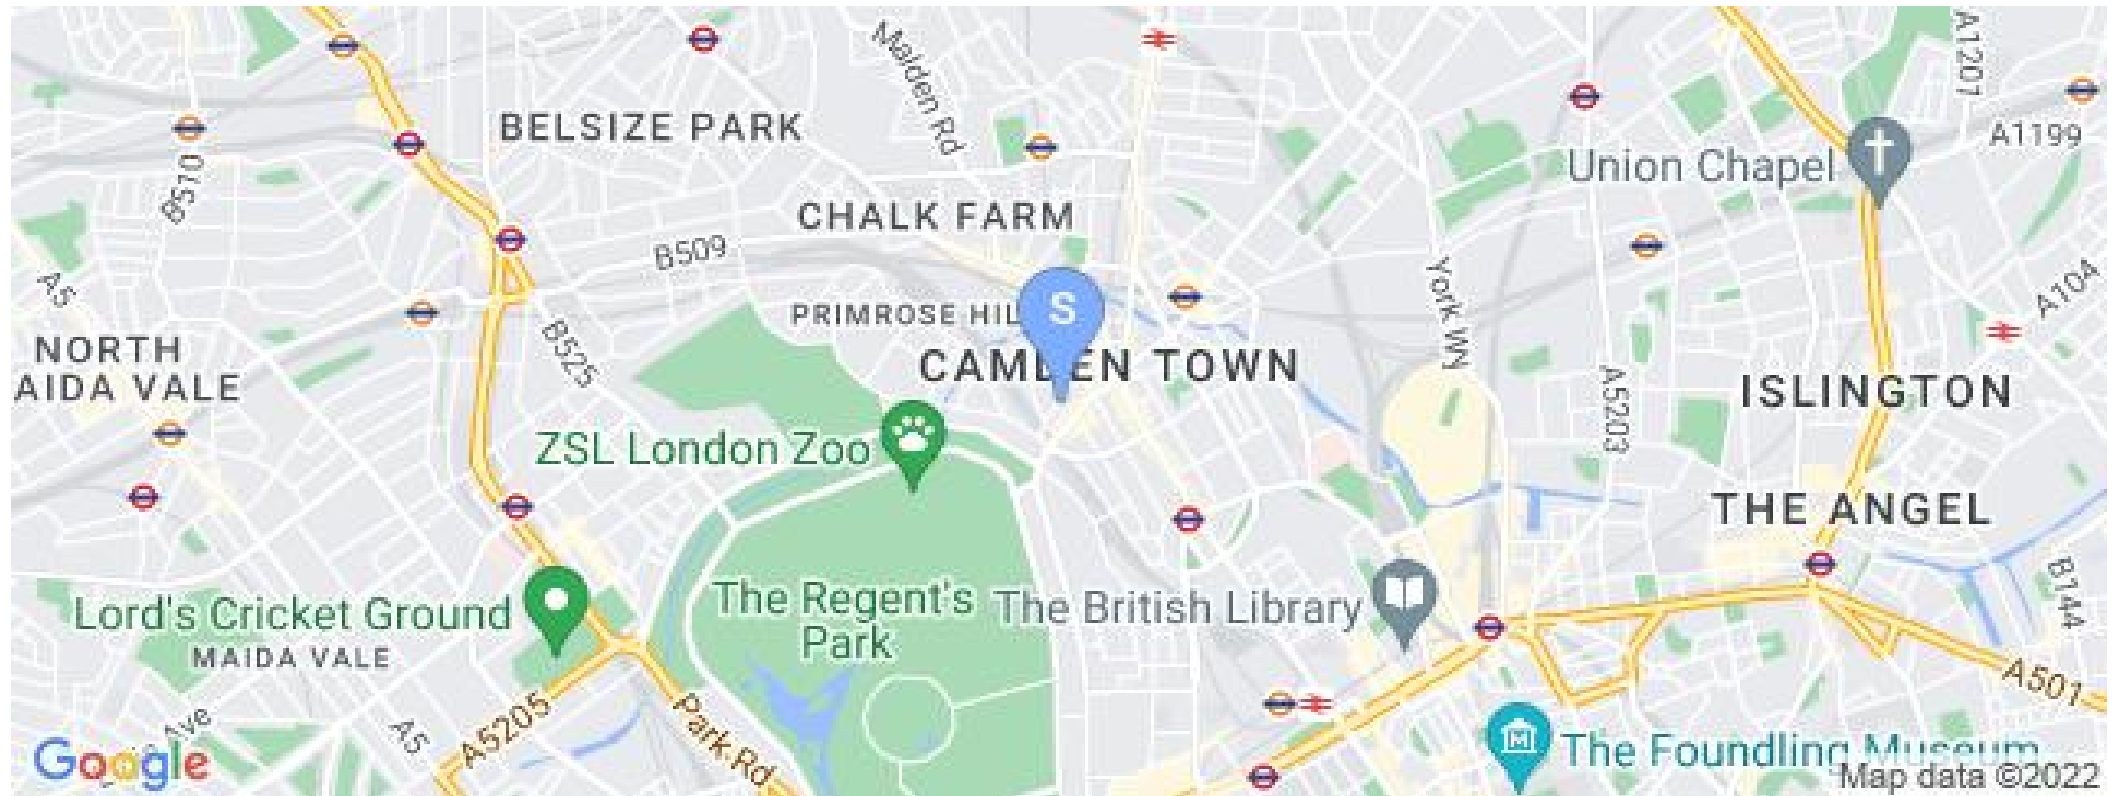 Malden Rd
A1201
BELSIZE PARK
A1199
Union Chapel
B510
CHALK FARM
B509
York Wy
A5
A104
PRIMROSE HIL
S
NORTH
AIDA VALE
B525
CAMDEN TOWN
A5203
ISLINGTON
ZSL London Zoo
THE ANGEL
The Regent's
Park
The British Library
Lord's Cricket Ground
MAIDA VALE
B144
A501
A5205
Park Rd
A5
Ave
Google
M
The Foundling Museum
Map data ©2022